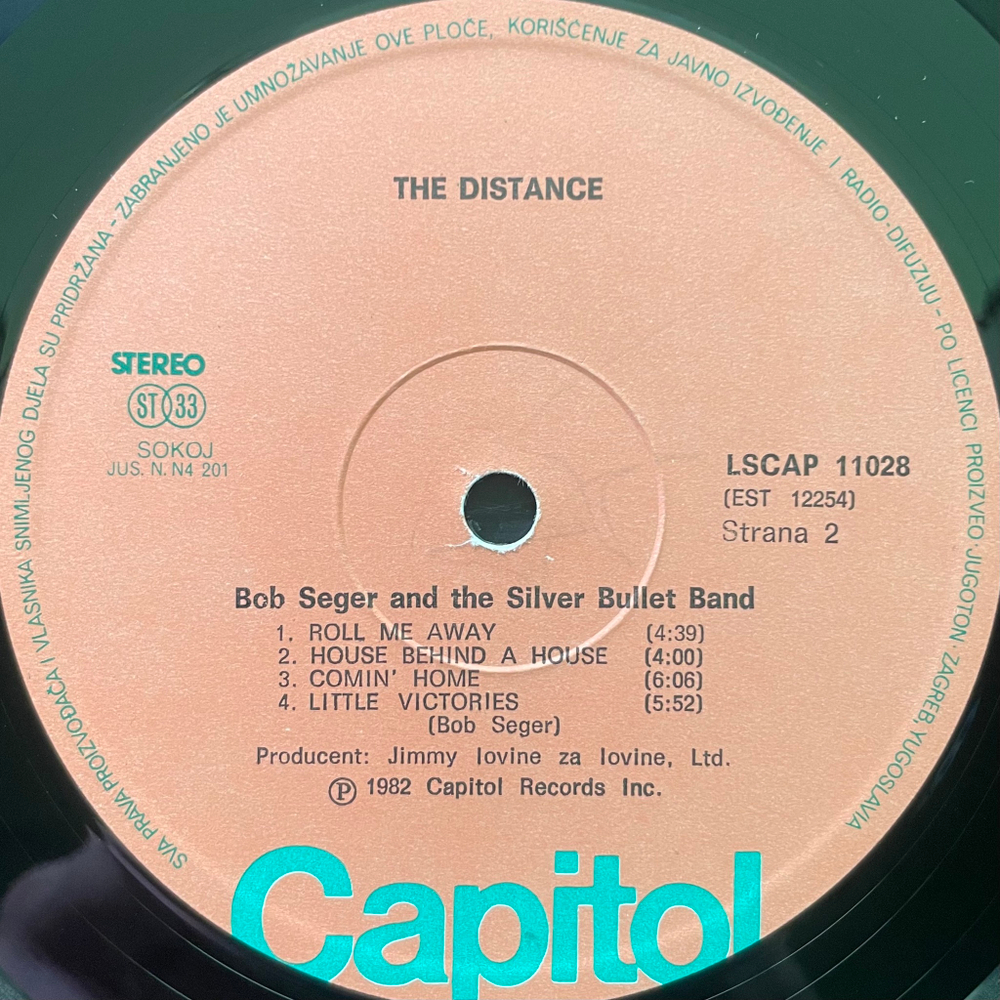 SVA PRAVA PROIZVOĐAČA I VLASNIKA SNIMLJENOG DJELA SU PRIDRŽANA - ZABRANJENO JE UMNOŽAVANJE OVE PLOČE, KORIŠĆENJE ZA JAVNO IZVOĐENJE I RADIO-DIFUZIJU - PO LICENCI PROIZVEO: JUGOTON - ZAGREB, YUGOSLAVIA
THE DISTANCE
STEREO
ST 33
SOKOJ
JUS. N. N4 201
LSCAP 11028
(EST 12254)
Strana 2
Bob Seger and the Silver Bullet Band
1. ROLL ME AWAY (4:39)
2. HOUSE BEHIND A HOUSE (4:00)
3. COMIN' HOME (6:06)
4. LITTLE VICTORIES (5:52)
(Bob Seger)
Producent: Jimmy Iovine za Iovine, Ltd.
Ⓟ 1982 Capitol Records Inc.
Capitol